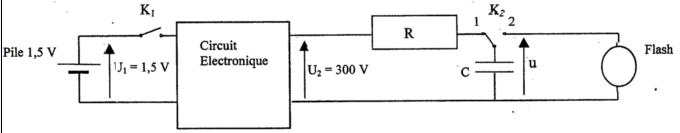 K1
K2
1 2
Pile 1,5 V
U1 = 1,5 V
Circuit
Electronique
U2 = 300 V
R
C
u
Flash